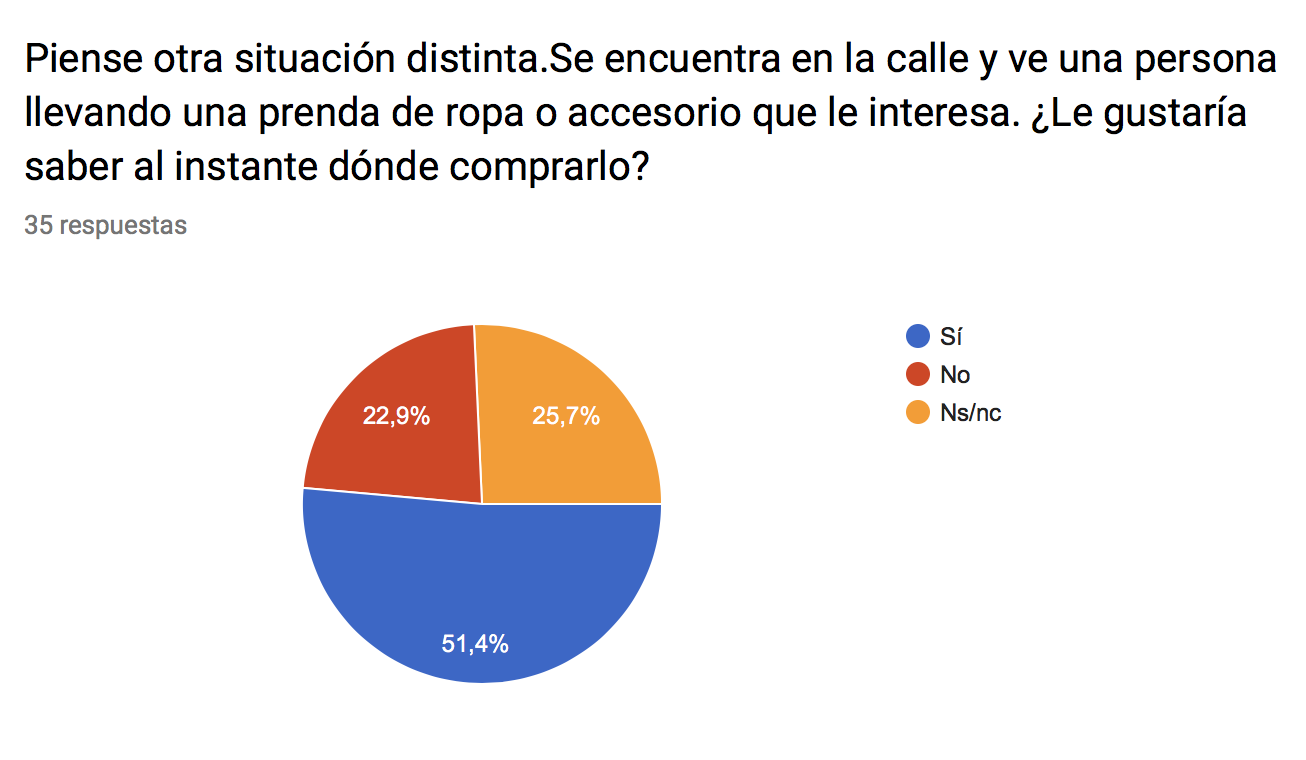 Piense otra situación distinta.Se encuentra en la calle y ve una persona
llevando una prenda de ropa o accesorio que le interesa. ¿Le gustaría
saber al instante dónde comprarlo?
35 respuestas
Sí
No
Ns/nc
22,9%
25,7%
51,4%